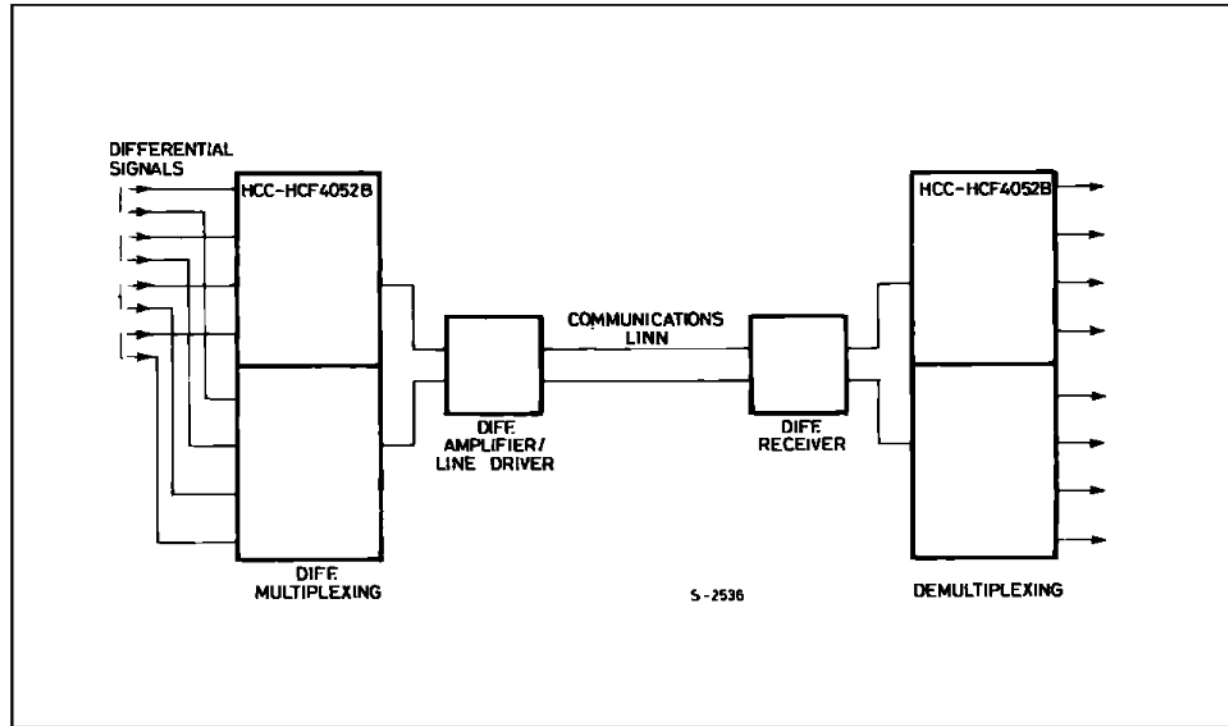 DIFFERENTIAL
SIGNALS
HCC-HCF4052B
HCC-HCF4052B
COMMUNICATIONS
LINN
DIFF.
AMPLIFIER/
LINE DRIVER
DIFF.
RECEIVER
DIFF.
MULTIPLEXING
S-2536
DEMULTIPLEXING